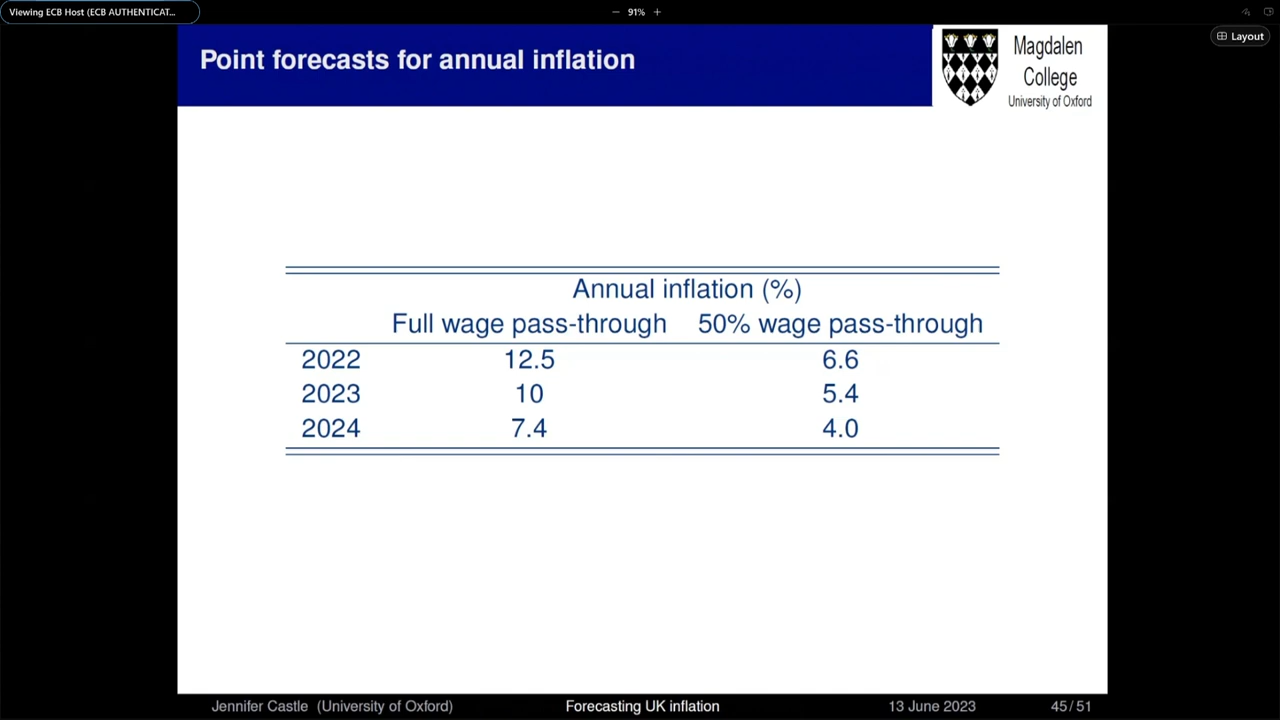 Viewing ECB Host (ECB AUTHENTICAT...
91%
Layout
Point forecasts for annual inflation
Magdalen
College
University of Oxford
Annual inflation (%)
Full wage pass-through 50% wage pass-through
2022 12.5 6.6
2023 10 5.4
2024 7.4 4.0
Jennifer Castle (University of Oxford) Forecasting UK inflation 13 June 2023 45 / 51